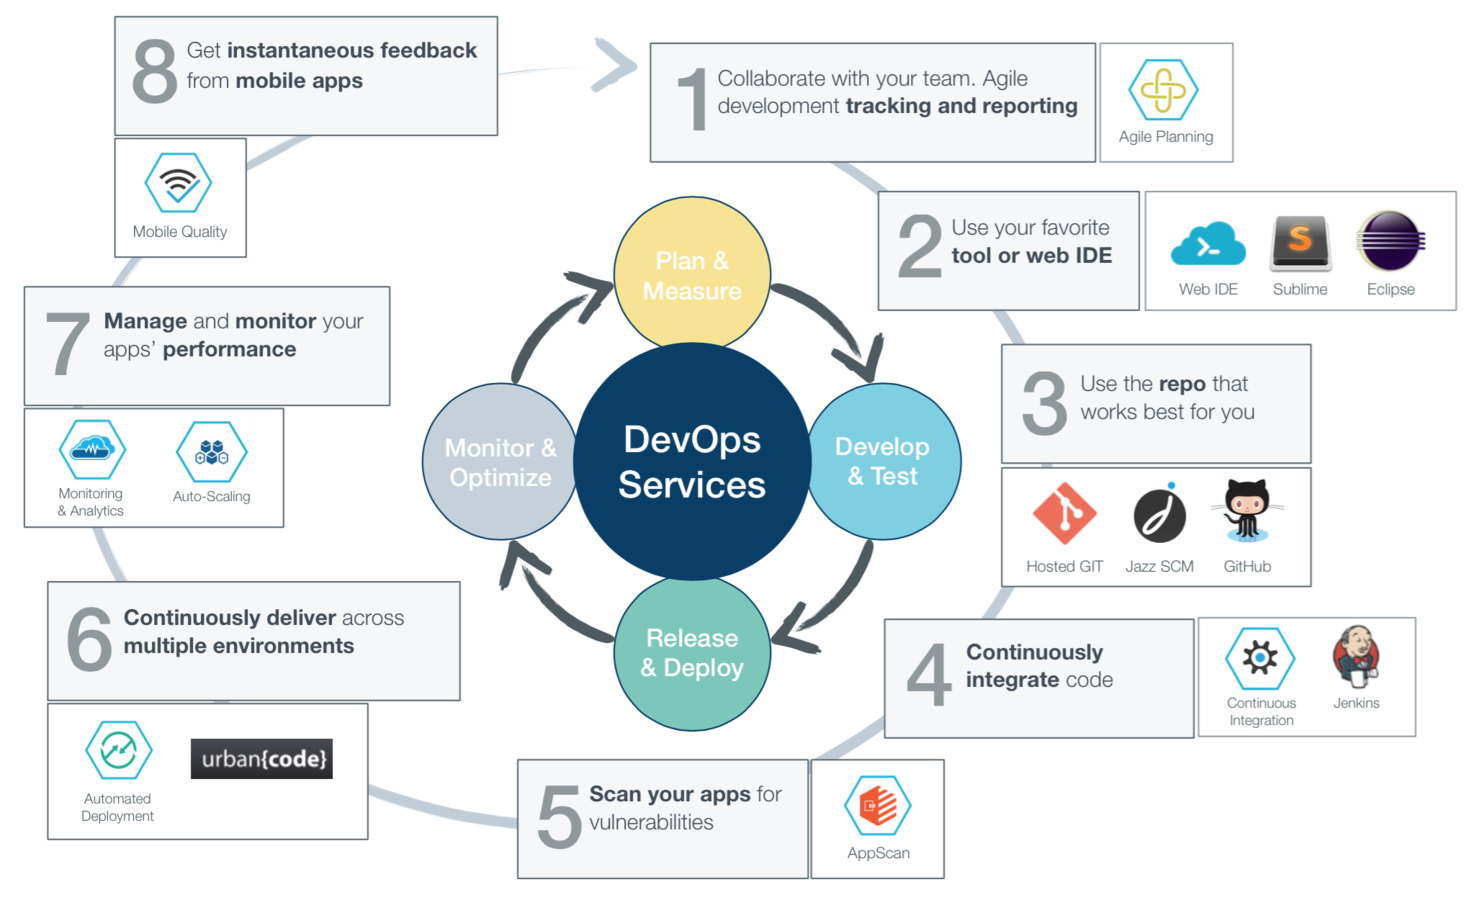 8
Get instantaneous feedback
from mobile apps
Mobile Quality
1
Collaborate with your team. Agile
development tracking and reporting
Agile Planning
2
Use your favorite
tool or web IDE
Web IDE
S
Sublime
Eclipse
3
Use the repo that
works best for you
Hosted GIT
Jazz SCM
GitHub
4
Continuously
integrate code
Continuous
Integration
Jenkins
5
Scan your apps for
vulnerabilities
AppScan
6
Continuously deliver across
multiple environments
Automated
Deployment
urban{code}
7
Manage and monitor your
apps’ performance
Monitoring
& Analytics
Auto-Scaling
Plan &
Measure
Develop
& Test
Release
& Deploy
Monitor &
Optimize
DevOps
Services